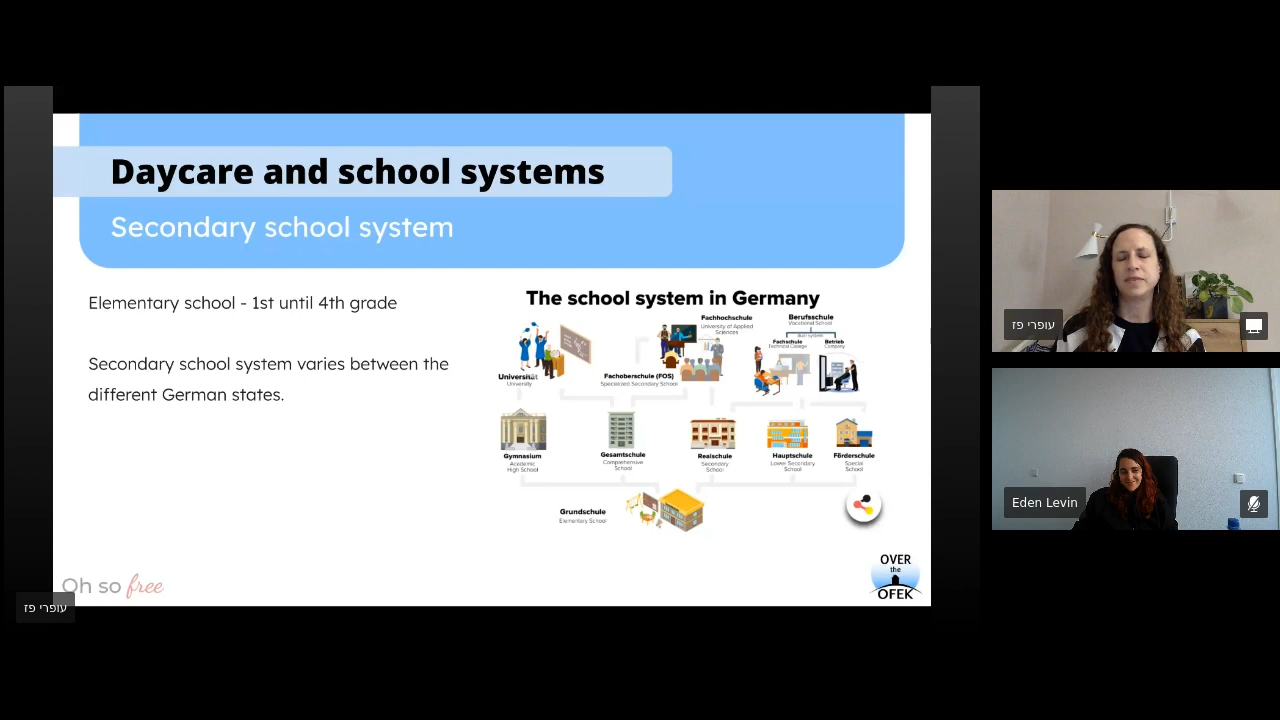 Daycare and school systems
Secondary school system
Elementary school - 1st until 4th grade
Secondary school system varies between the
different German states.
The school system in Germany
Fachhochschule
University of Applied
Sciences
Berufsschule
Vocational School
dual system
Fachschule
Technical College
Betrieb
Company
Universität
University
Fachoberschule (FOS)
Specialized Secondary School
Gymnasium
Academic
High School
Gesamtschule
Comprehensive
School
Realschule
Secondary
School
Hauptschule
Lower Secondary
School
Förderschule
Special
School
Grundschule
Elementary School
Oh so free
OVER
the
OFEK
עופרי פז
עופרי פז
Eden Levin